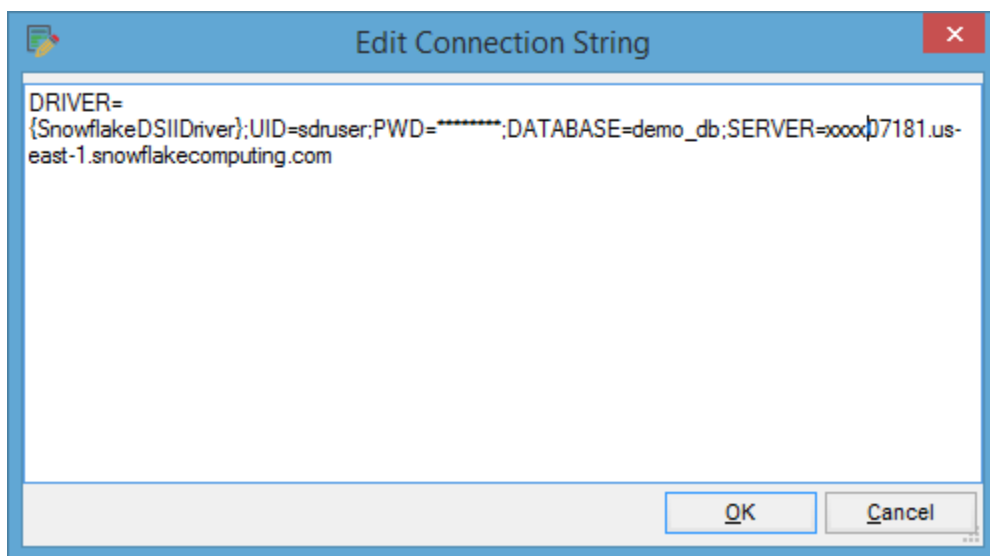 Edit Connection String
DRIVER=
{SnowflakeDSIIDriver};UID=sdruser;PWD=********;DATABASE=demo_db;SERVER=xxxx07181.us-
east-1.snowflakecomputing.com
OK
Cancel